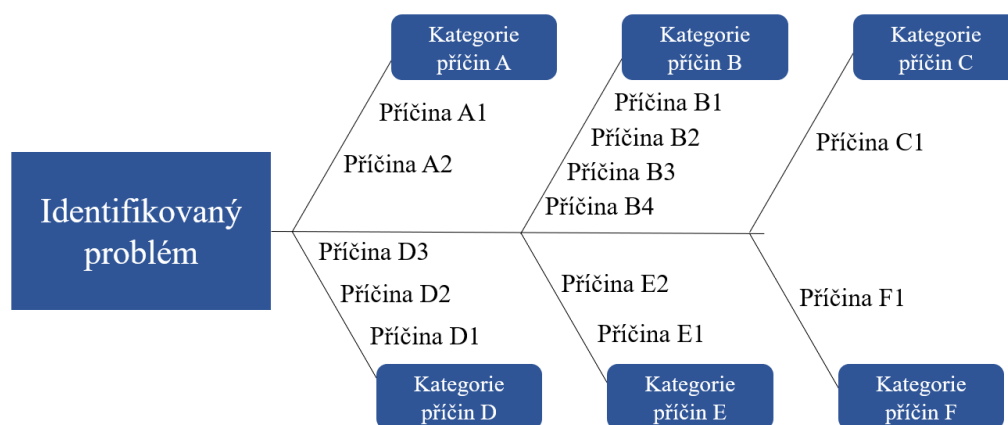 Kategorie
příčin A
Kategorie
příčin B
Kategorie
příčin C
Příčina A1
Příčina A2
Příčina B1
Příčina B2
Příčina B3
Příčina B4
Příčina C1
Identifikovaný
problém
Příčina D3
Příčina D2
Příčina D1
Příčina E2
Příčina E1
Příčina F1
Kategorie
příčin D
Kategorie
příčin E
Kategorie
příčin F